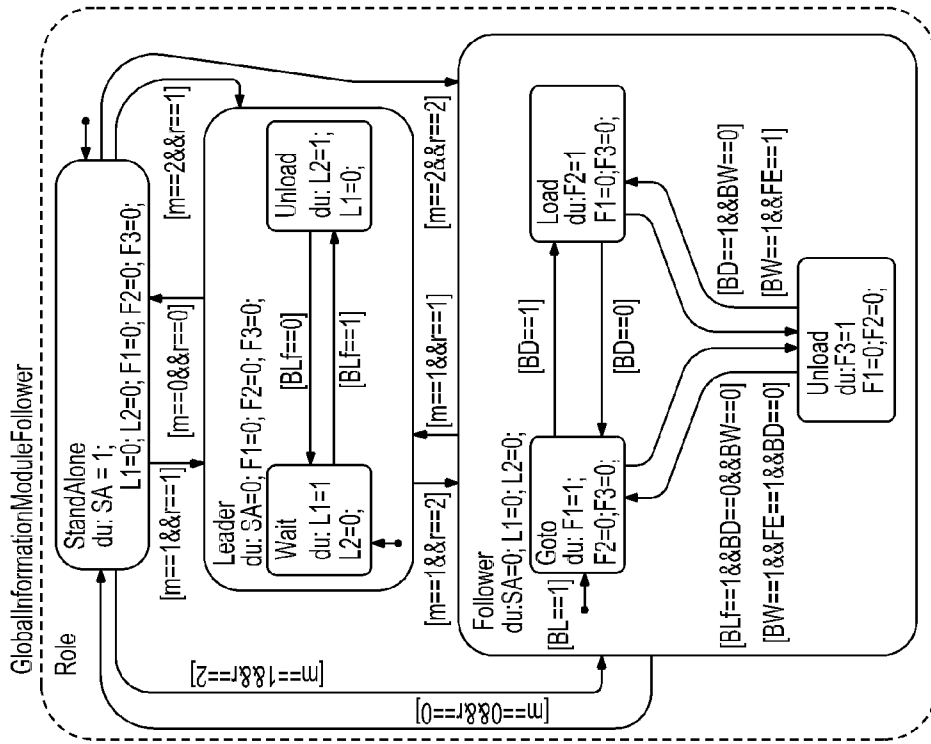 GlobalInformationModuleFollower
Role
StandAlone
du: SA = 1;
L1=0; L2=0; F1=0; F2=0; F3=0;
[m==2&&r==1]
[m==1&&r==1]
[m==0&&r==0]
Leader
du: SA=0; F1=0; F2=0; F3=0;
Wait
du: L1=1
L2=0;
[BLf==0]
[BLf==1]
Unload
du: L2=1;
L1=0;
[m==1&&r==2]
[m==1&&r==1]
[m==2&&r==2]
[m==1&&r==2]
[m==0&&r==0]
Follower
du:SA=0; L1=0; L2=0;
[BL==1]
Goto
du: F1=1;
F2=0;F3=0;
[BD==1]
[BD==0]
Load
du:F2=1
F1=0;F3=0;
[BLf==1&&BD==0&&BW==0]
[BW==1&&FE==1&&BD==0]
[BD==1&&BW==0]
[BW==1&&FE==1]
Unload
du:F3=1
F1=0;F2=0;